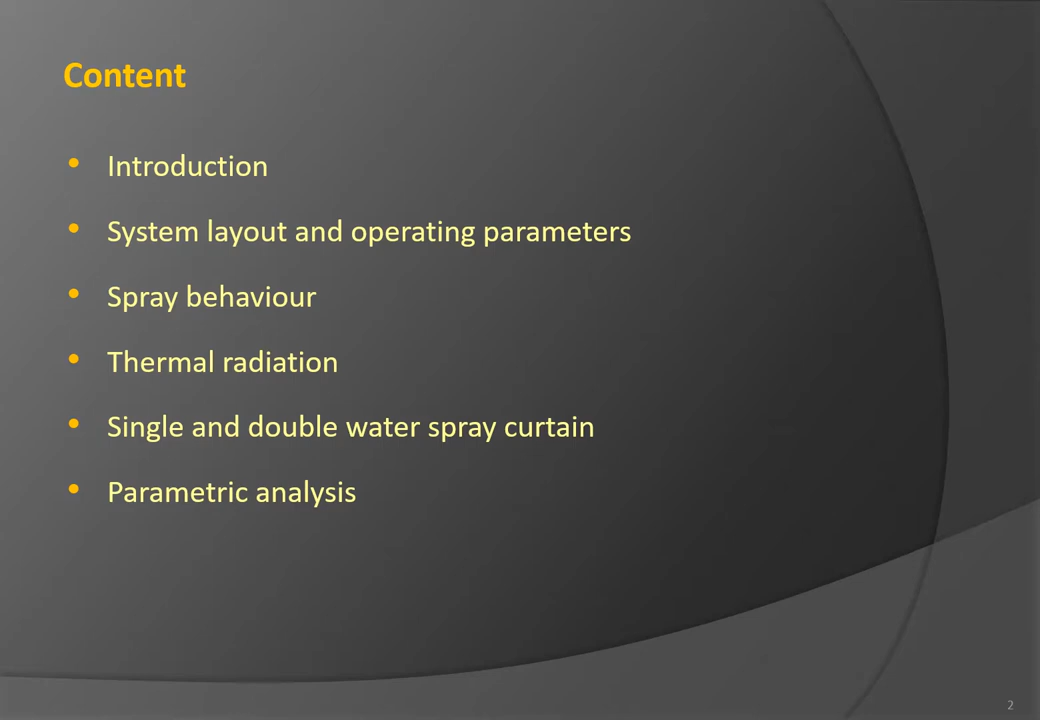 Content
• Introduction
• System layout and operating parameters
• Spray behaviour
• Thermal radiation
• Single and double water spray curtain
• Parametric analysis
2